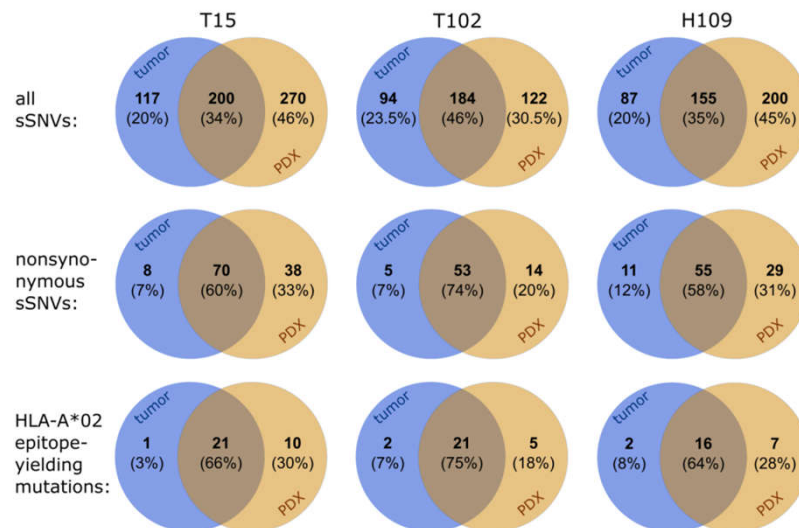 T15 T102 H109
all
sSNVs:
tumor
117 200 270
(20%) (34%) (46%)
PDX
tumor
94 184 122
(23.5%) (46%) (30.5%)
PDX
tumor
87 155 200
(20%) (35%) (45%)
PDX
nonsyno-
nymous
sSNVs:
tumor
8 70 38
(7%) (60%) (33%)
PDX
tumor
5 53 14
(7%) (74%) (20%)
PDX
tumor
11 55 29
(12%) (58%) (31%)
PDX
HLA-A*02
epitope-
yielding
mutations:
tumor
1 21 10
(3%) (66%) (30%)
PDX
tumor
2 21 5
(7%) (75%) (18%)
PDX
tumor
2 16 7
(8%) (64%) (28%)
PDX